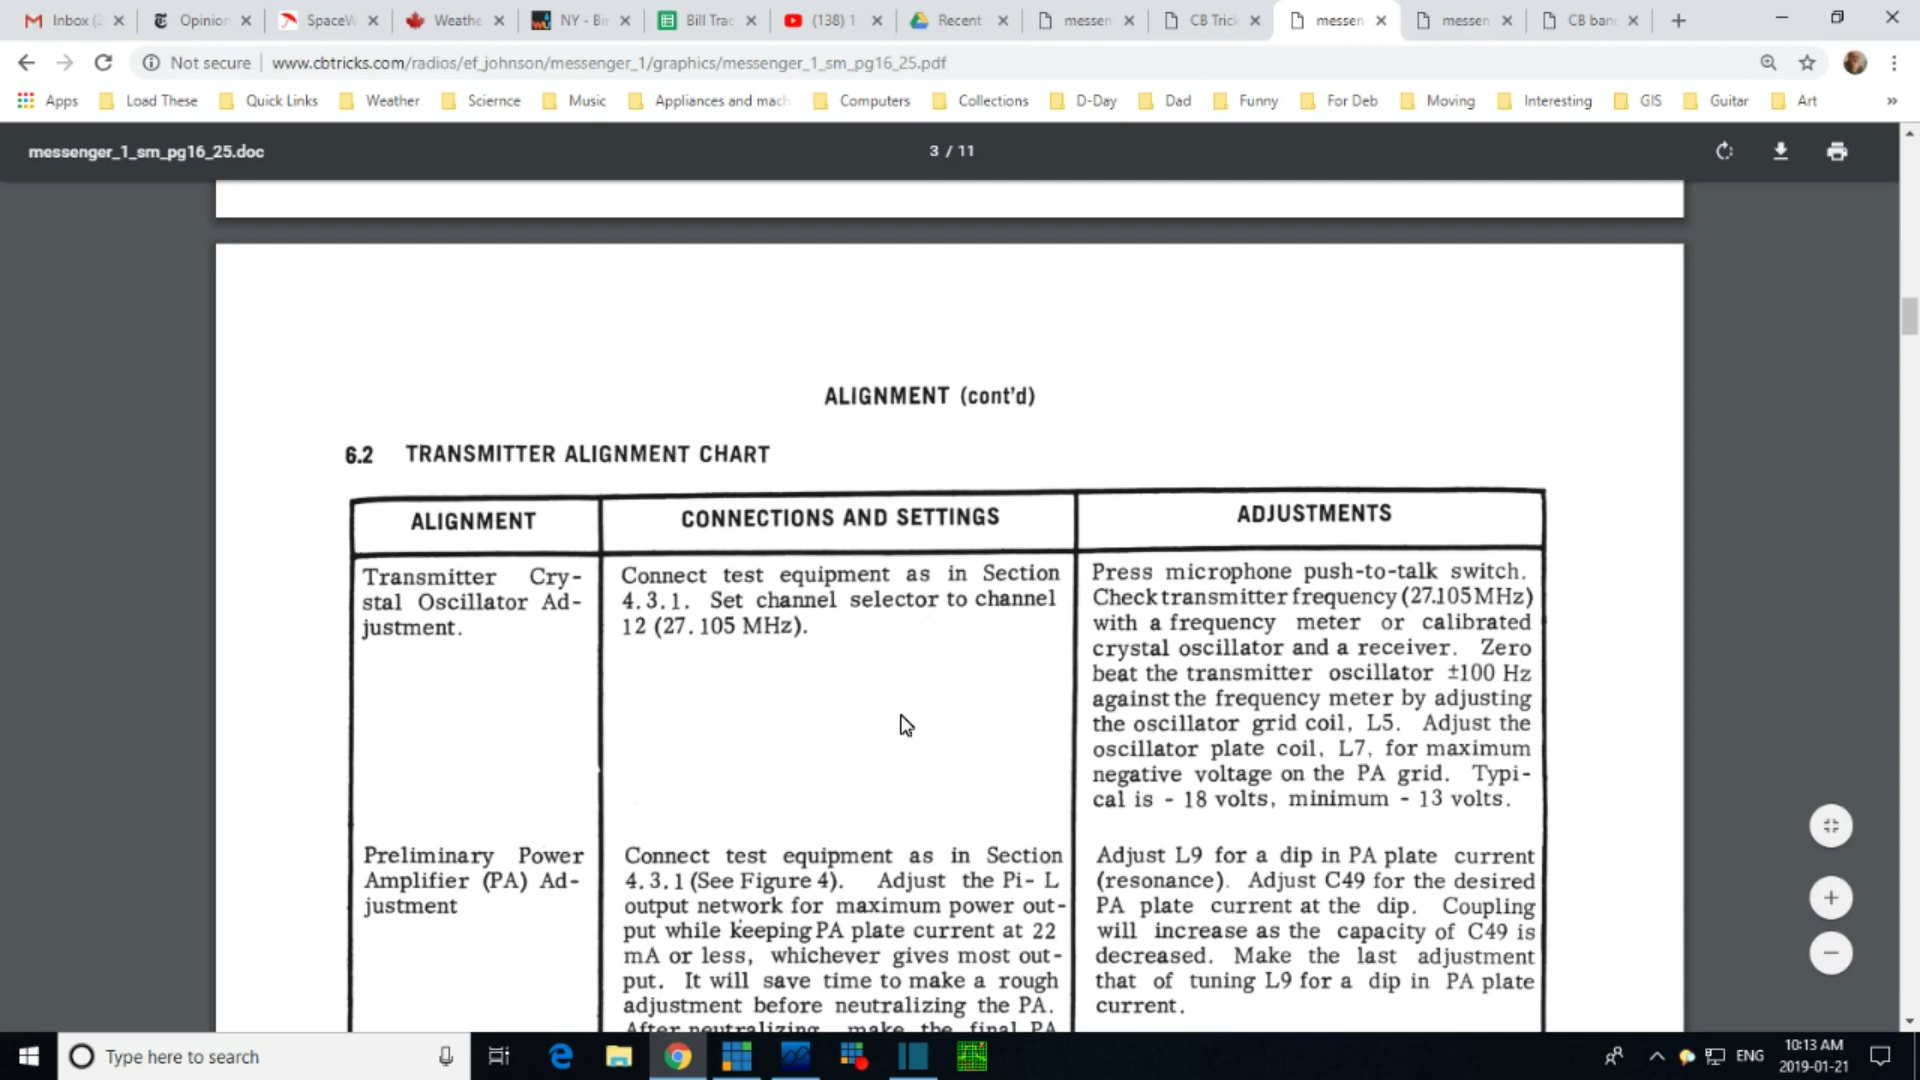 Inbox (2
Opinion
SpaceW
Weathe
NY - Bir
Bill Trac
(138) 1
Recent
messen
CB Trick
messen
messen
CB banc
Not secure
www.cbtricks.com/radios/ef_johnson/messenger_1/graphics/messenger_1_sm_pg16_25.pdf
Apps
Load These
Quick Links
Weather
Sciernce
Music
Appliances and mach
Computers
Collections
D-Day
Dad
Funny
For Deb
Moving
Interesting
GIS
Guitar
Art
messenger_1_sm_pg16_25.doc
3 / 11
ALIGNMENT (cont'd)
6.2 TRANSMITTER ALIGNMENT CHART
ALIGNMENT
CONNECTIONS AND SETTINGS
ADJUSTMENTS
Transmitter Cry-
stal Oscillator Ad-
justment.
Connect test equipment as in Section
4.3.1. Set channel selector to channel
12 (27.105 MHz).
Press microphone push-to-talk switch.
Check transmitter frequency (27.105MHz)
with a frequency meter or calibrated
crystal oscillator and a receiver. Zero
beat the transmitter oscillator ±100 Hz
against the frequency meter by adjusting
the oscillator grid coil, L5. Adjust the
oscillator plate coil, L7, for maximum
negative voltage on the PA grid. Typi-
cal is - 18 volts, minimum - 13 volts.
Preliminary Power
Amplifier (PA) Ad-
justment
Connect test equipment as in Section
4.3.1 (See Figure 4). Adjust the Pi- L
output network for maximum power out-
put while keeping PA plate current at 22
mA or less, whichever gives most out-
put. It will save time to make a rough
adjustment before neutralizing the PA.
After neutralizing, make the final PA
Adjust L9 for a dip in PA plate current
(resonance). Adjust C49 for the desired
PA plate current at the dip. Coupling
will increase as the capacity of C49 is
decreased. Make the last adjustment
that of tuning L9 for a dip in PA plate
current.
Type here to search
ENG
10:13 AM
2019-01-21